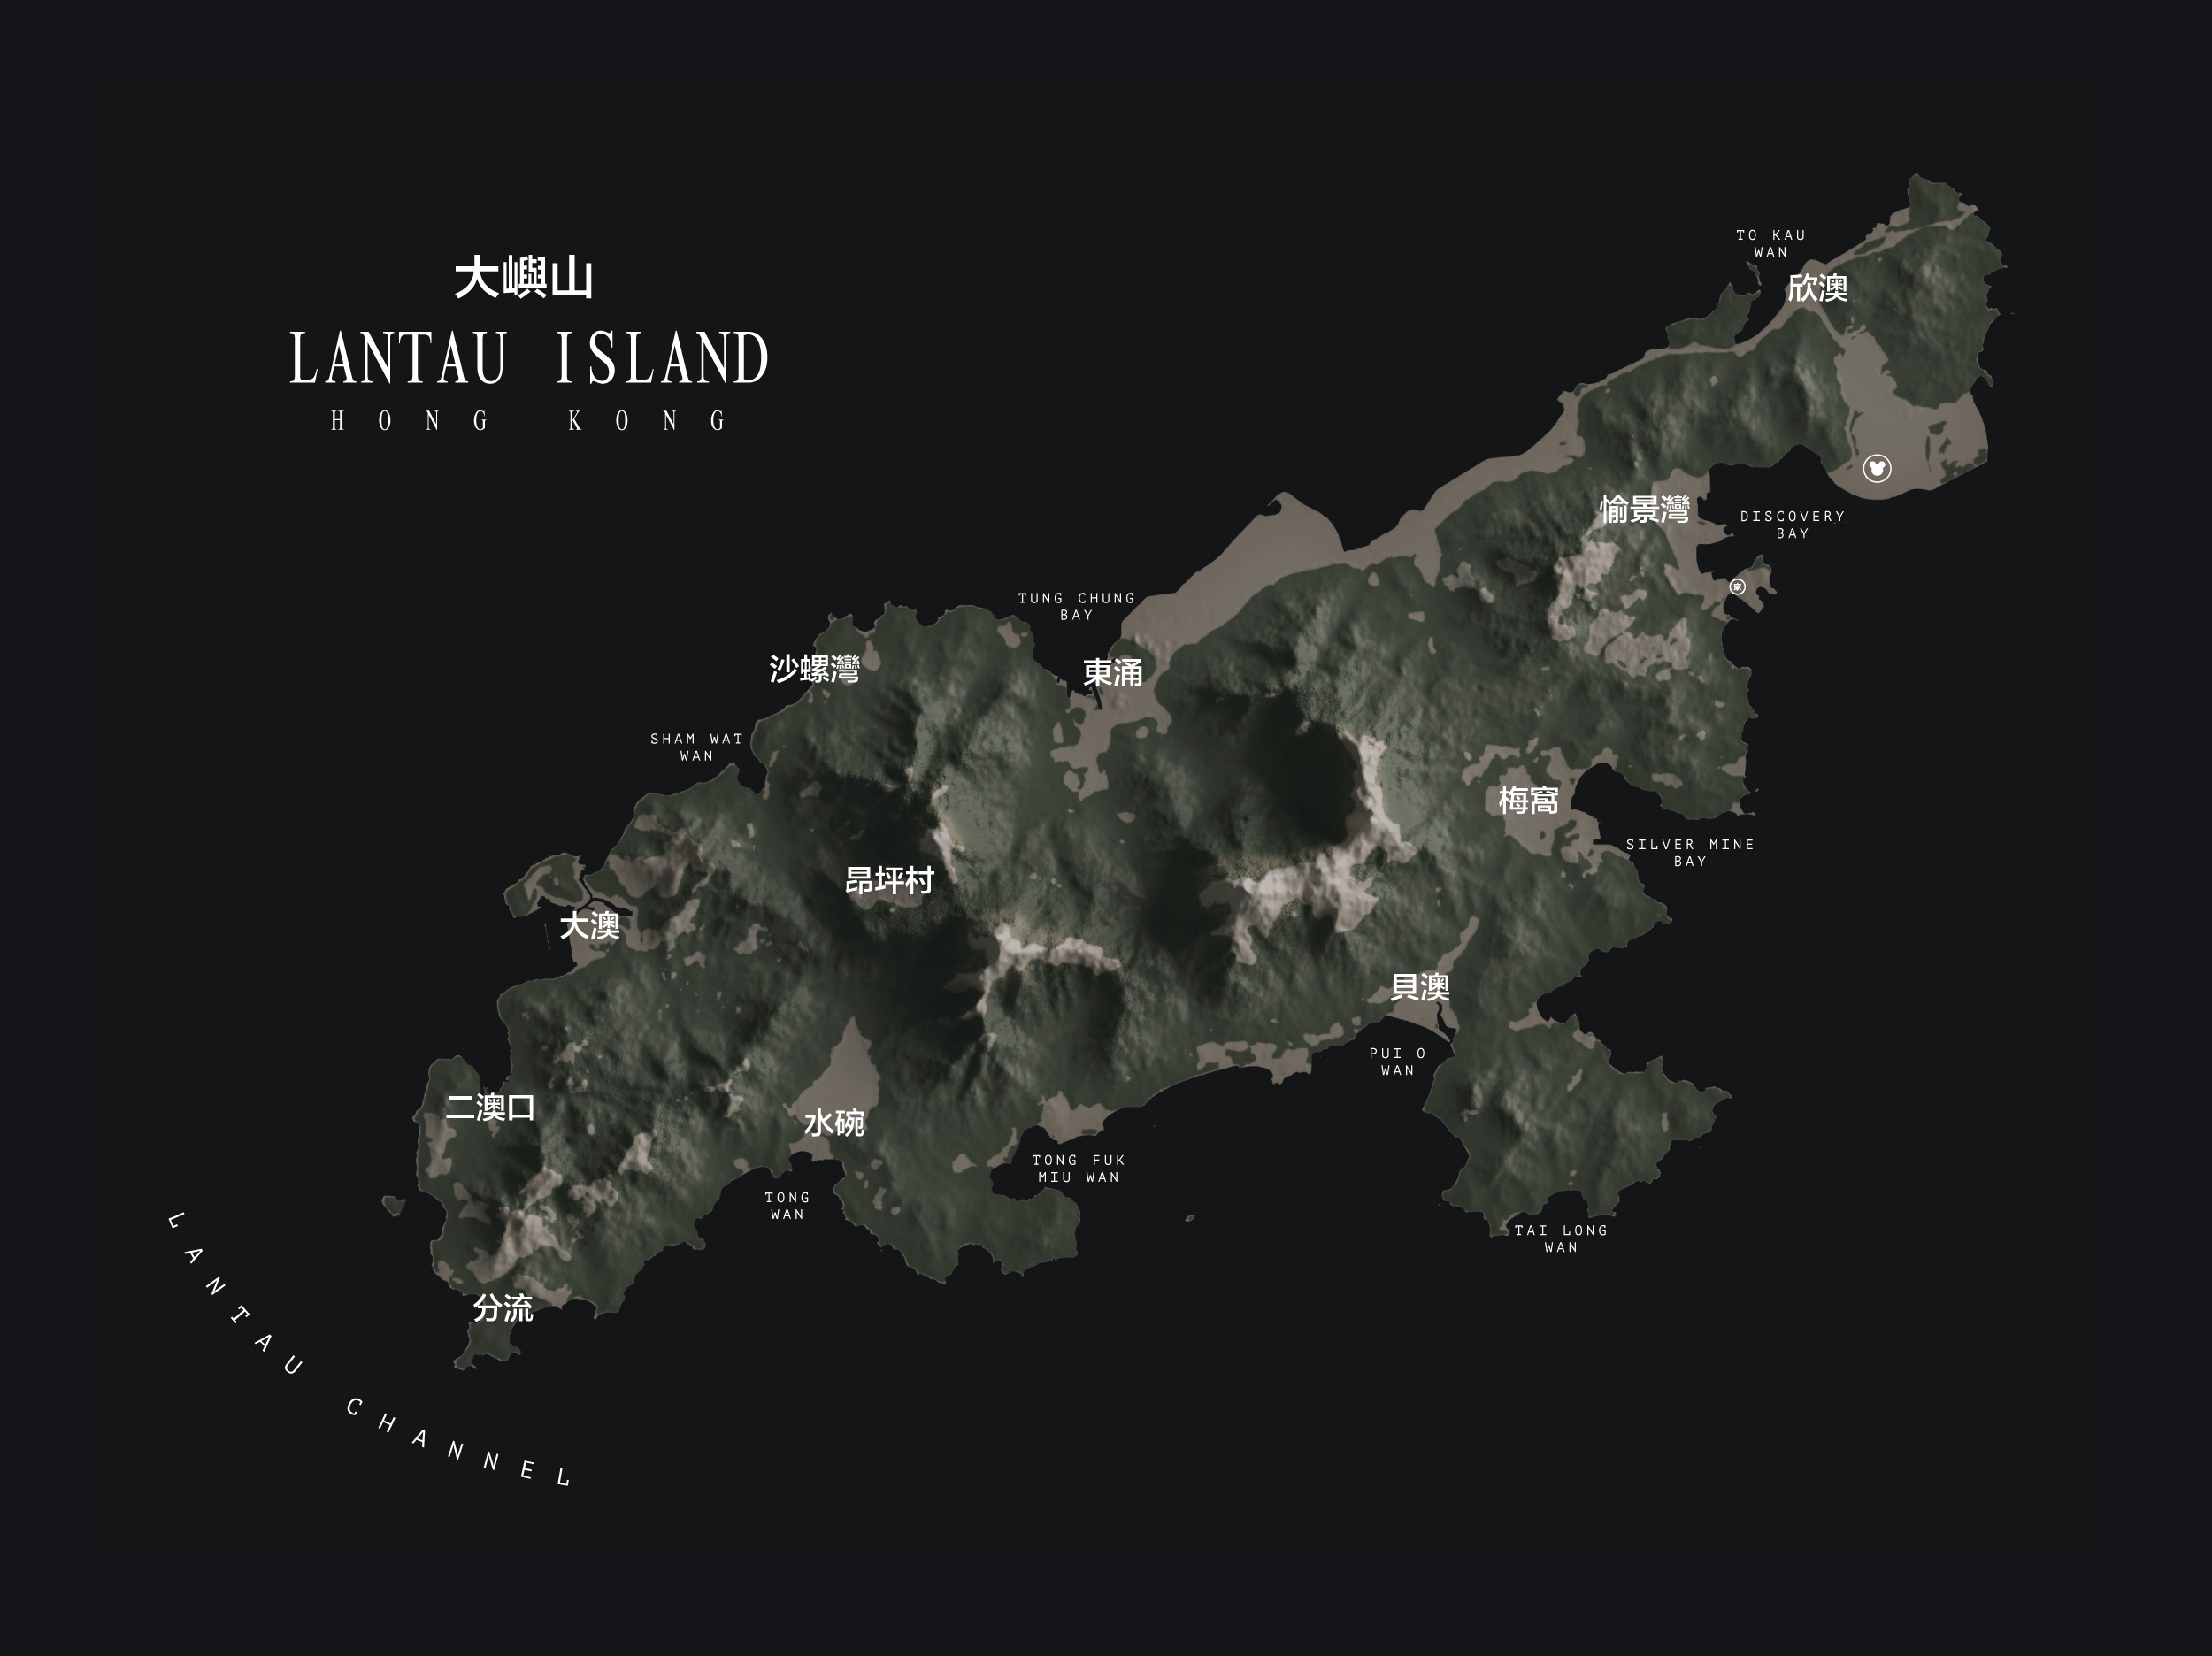 大嶼山
LANTAU ISLAND
HONG KONG
TO KAU
WAN
欣澳
愉景灣
DISCOVERY
BAY
家
TUNG CHUNG
BAY
沙螺灣
東涌
SHAM WAT
WAN
梅窩
SILVER MINE
BAY
昂坪村
大澳
貝澳
PUI O
WAN
二澳口
水碗
TONG FUK
MIU WAN
TONG
WAN
TAI LONG
WAN
分流
LANTAU CHANNEL